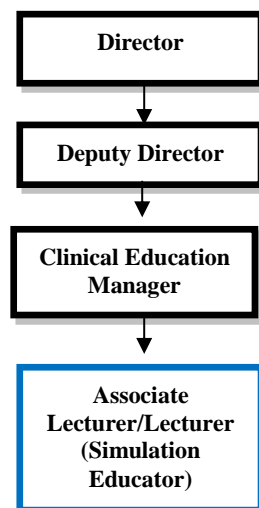 Director
Deputy Director
Clinical Education
Manager
Associate
Lecturer/Lecturer
(Simulation
Educator)